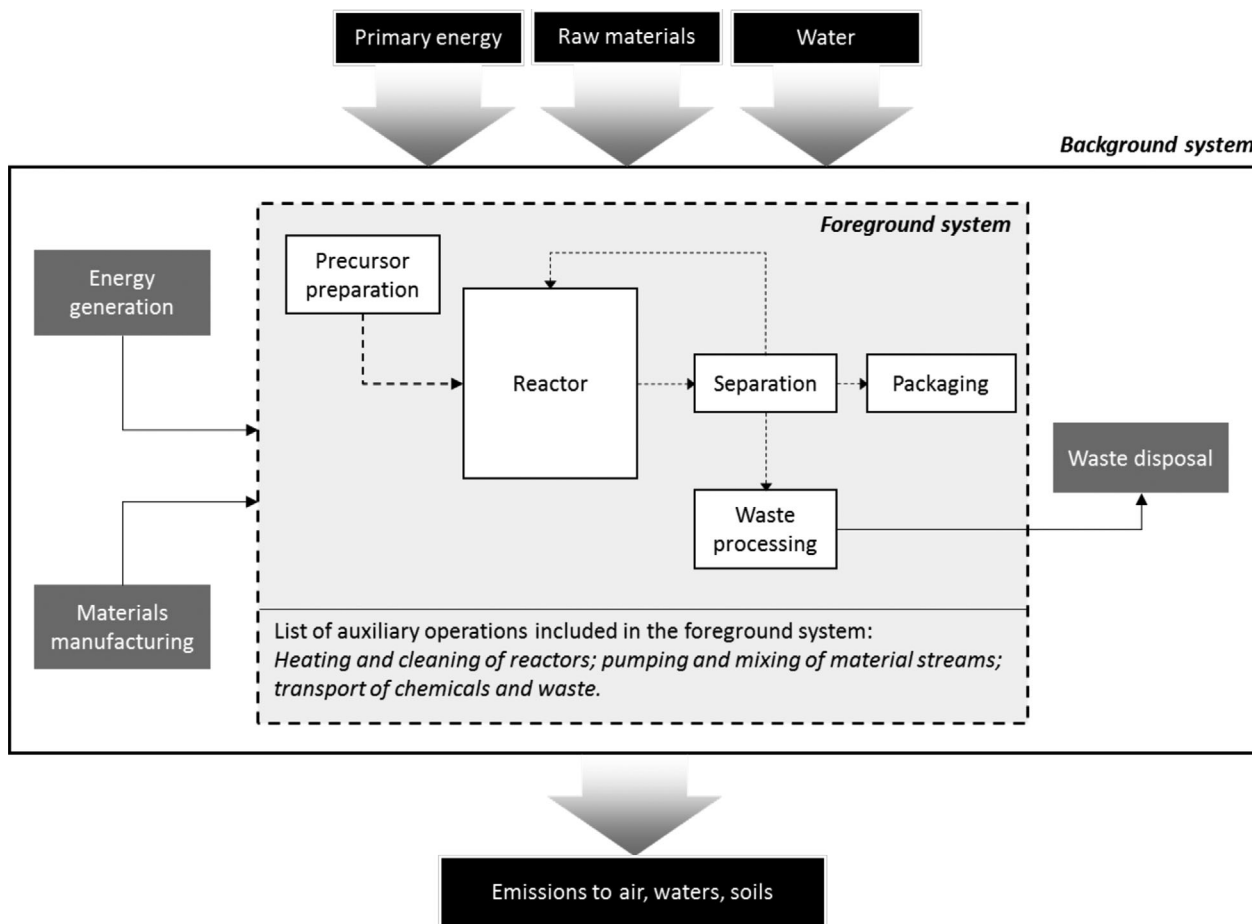 Primary energy
Raw materials
Water
Background system
Foreground system
Energy
generation
Precursor
preparation
Reactor
Separation
Packaging
Waste disposal
Waste
processing
Materials
manufacturing
List of auxiliary operations included in the foreground system:
Heating and cleaning of reactors; pumping and mixing of material streams;
transport of chemicals and waste.
Emissions to air, waters, soils